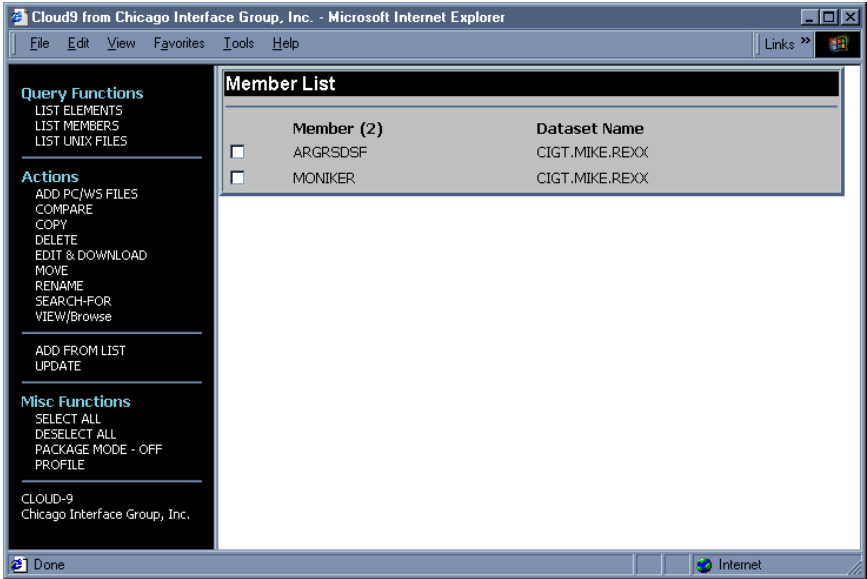 Cloud9 from Chicago Interface Group, Inc. - Microsoft Internet Explorer
File Edit View Favorites Tools Help Links »
Query Functions
LIST ELEMENTS
LIST MEMBERS
LIST UNIX FILES
Actions
ADD PC/WS FILES
COMPARE
COPY
DELETE
EDIT & DOWNLOAD
MOVE
RENAME
SEARCH-FOR
VIEW/Browse
ADD FROM LIST
UPDATE
Misc Functions
SELECT ALL
DESELECT ALL
PACKAGE MODE - OFF
PROFILE
CLOUD-9
Chicago Interface Group, Inc.
Member List
Member (2) Dataset Name
ARGRSDSF CIGT.MIKE.REXX
MONIKER CIGT.MIKE.REXX
Done Internet